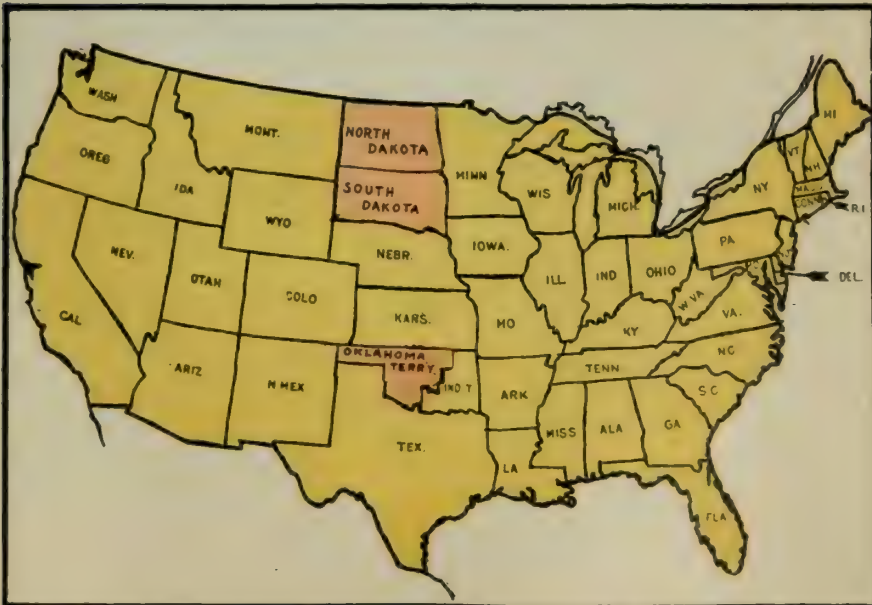 WASH
MONT.
NORTH
DAKOTA
MINN
MI
VT
NH
OREG
IDA
SOUTH
DAKOTA
WIS
MICH.
NY
MA
CONN
RI
WYO
NEV.
NEBR.
IOWA.
PA
UTAH
COLO
ILL
IND
OHIO
DEL
W.VA
VA.
CAL
KARS.
MO
KY
OKLAHOMA
TERRY.
IND T
ARIZ
N MEX
TENN
NC
ARK
SC
MISS
ALA
GA
TEX.
LA
FLA